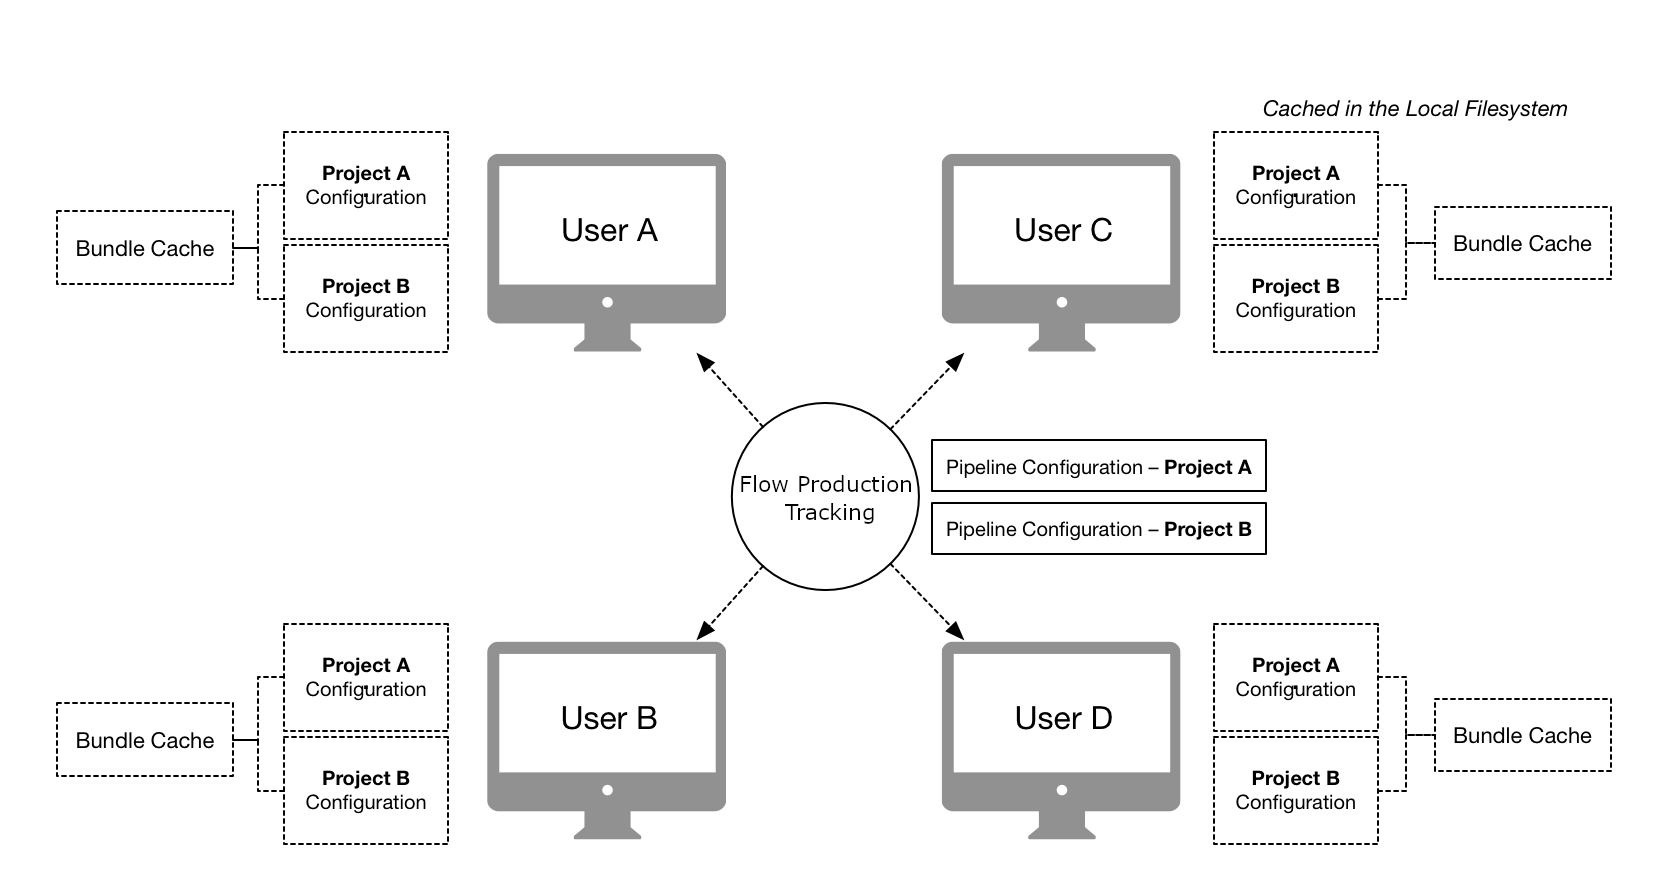 Cached in the Local Filesystem
Project A
Configuration
Project B
Configuration
Bundle Cache
User A
User C
Project A
Configuration
Project B
Configuration
Bundle Cache
Flow Production
Tracking
Pipeline Configuration – Project A
Pipeline Configuration – Project B
Project A
Configuration
Project B
Configuration
Bundle Cache
User B
User D
Project A
Configuration
Project B
Configuration
Bundle Cache